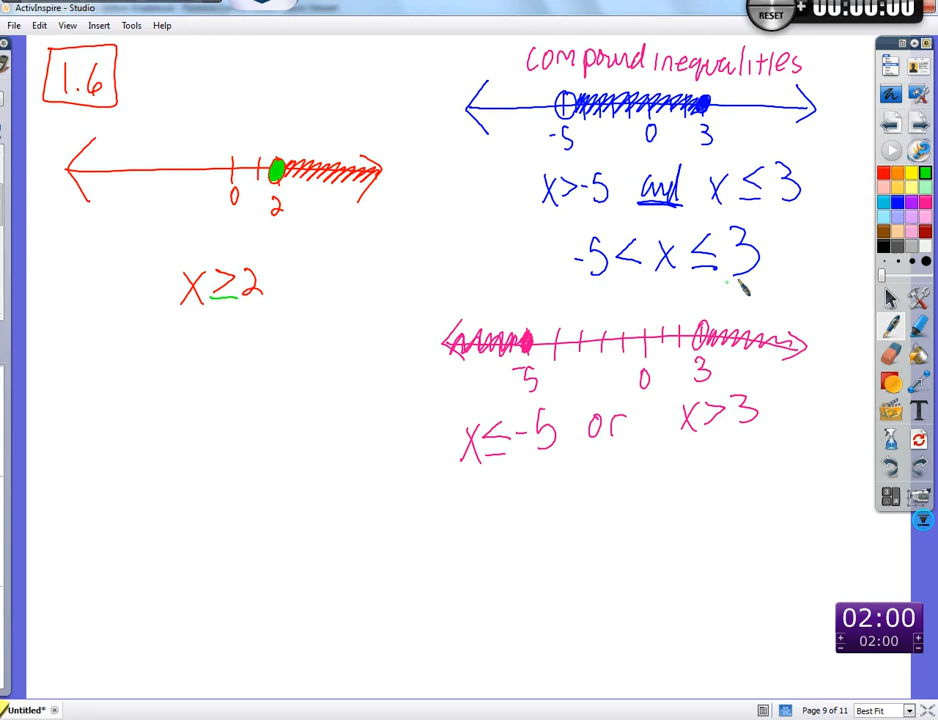 ActivInspire - Studio
RESET
00:00:00
File Edit View Insert Tools Help
1.6
0 2
x ≥ 2
compound inequalities
-5 0 3
x > -5 and x ≤ 3
-5 < x ≤ 3
-5 0 3
x ≤ -5 or x > 3
T
02:00
02:00
Untitled*
Page 9 of 11
Best Fit